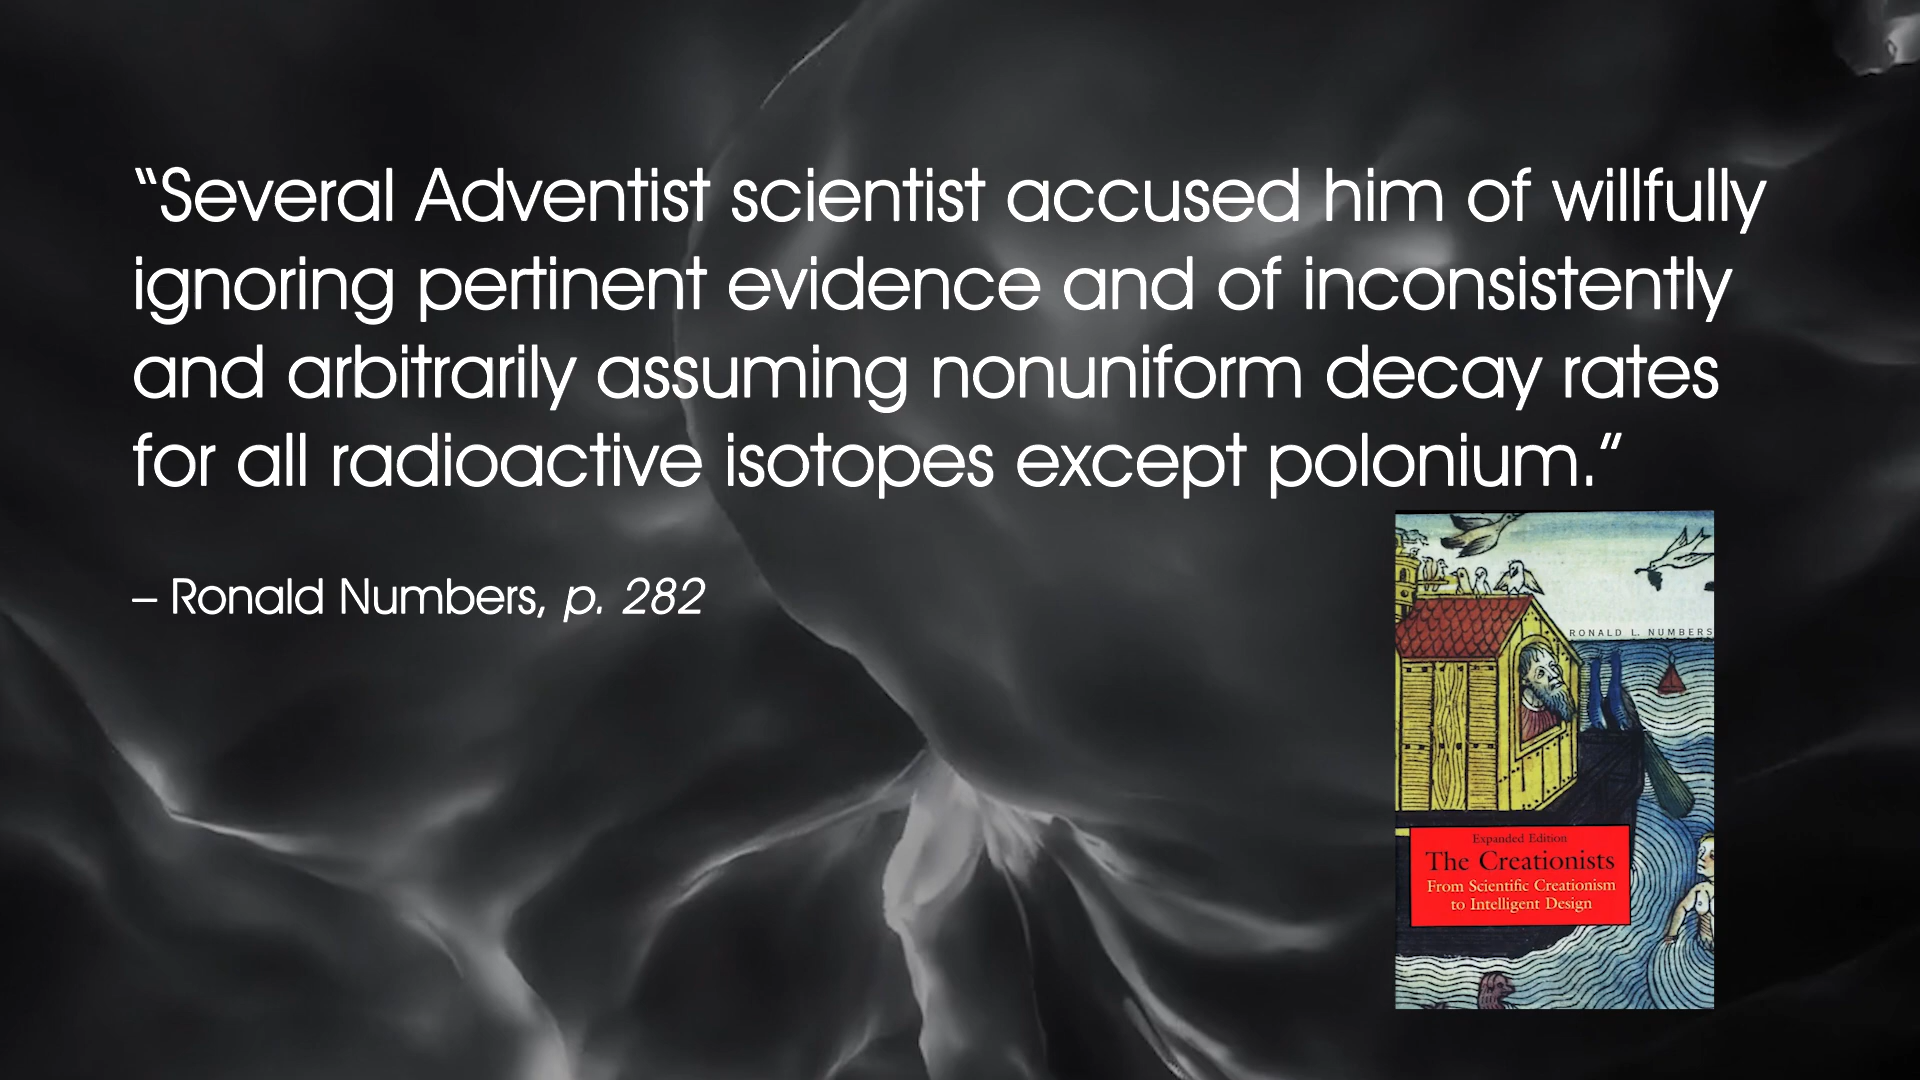 “Several Adventist scientist accused him of willfully
ignoring pertinent evidence and of inconsistently
and arbitrarily assuming nonuniform decay rates
for all radioactive isotopes except polonium.”
– Ronald Numbers, p. 282
RONALD L. NUMBERS
Expanded Edition
The Creationists
From Scientific Creationism
to Intelligent Design